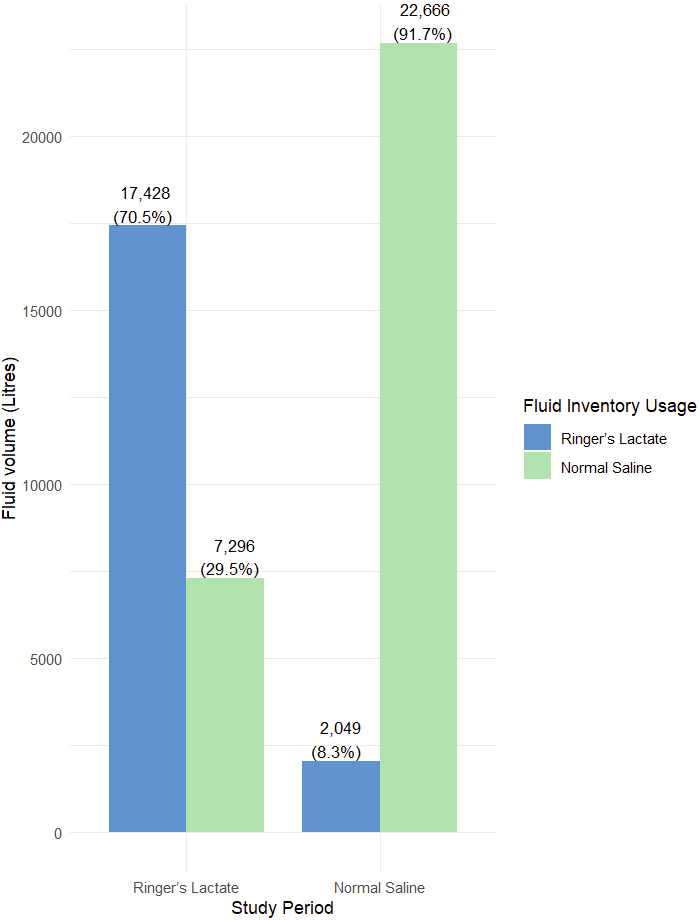 22,666
(91.7%)
20000
17,428
(70.5%)
15000
Fluid volume (Litres)
Fluid Inventory Usage
Ringer’s Lactate
Normal Saline
10000
7,296
(29.5%)
5000
2,049
(8.3%)
0
Ringer’s Lactate
Normal Saline
Study Period